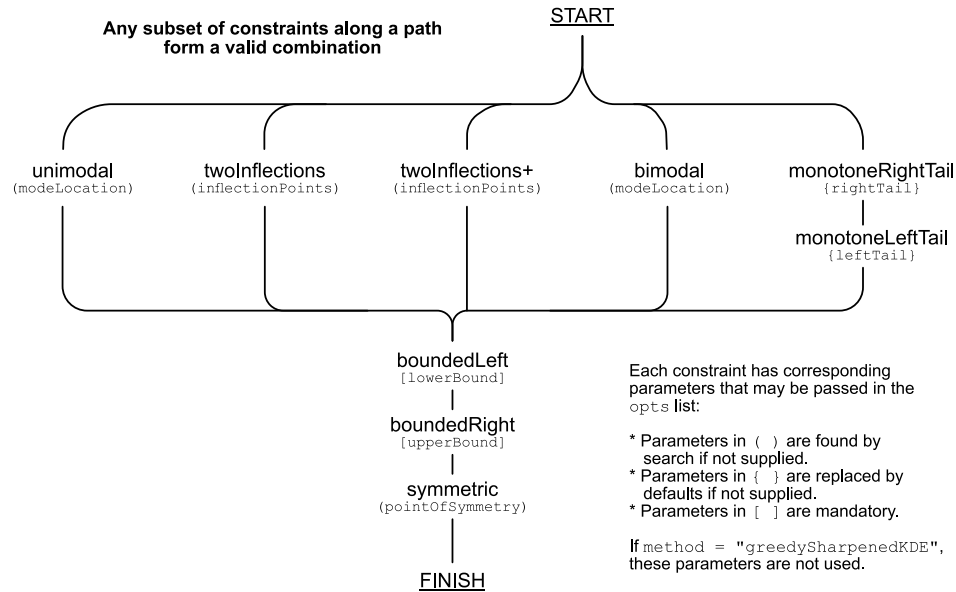 START
Any subset of constraints along a path
form a valid combination
unimodal
(modeLocation)
twoInflections
(inflectionPoints)
twoInflections+
(inflectionPoints)
bimodal
(modeLocation)
monotoneRightTail
{rightTail}
monotoneLeftTail
{leftTail}
boundedLeft
[lowerBound]
boundedRight
[upperBound]
symmetric
(pointOfSymmetry)
FINISH
Each constraint has corresponding
parameters that may be passed in the
opts list:
* Parameters in ( ) are found by
search if not supplied.
* Parameters in { } are replaced by
defaults if not supplied.
* Parameters in [ ] are mandatory.
If method = "greedySharpenedKDE",
these parameters are not used.